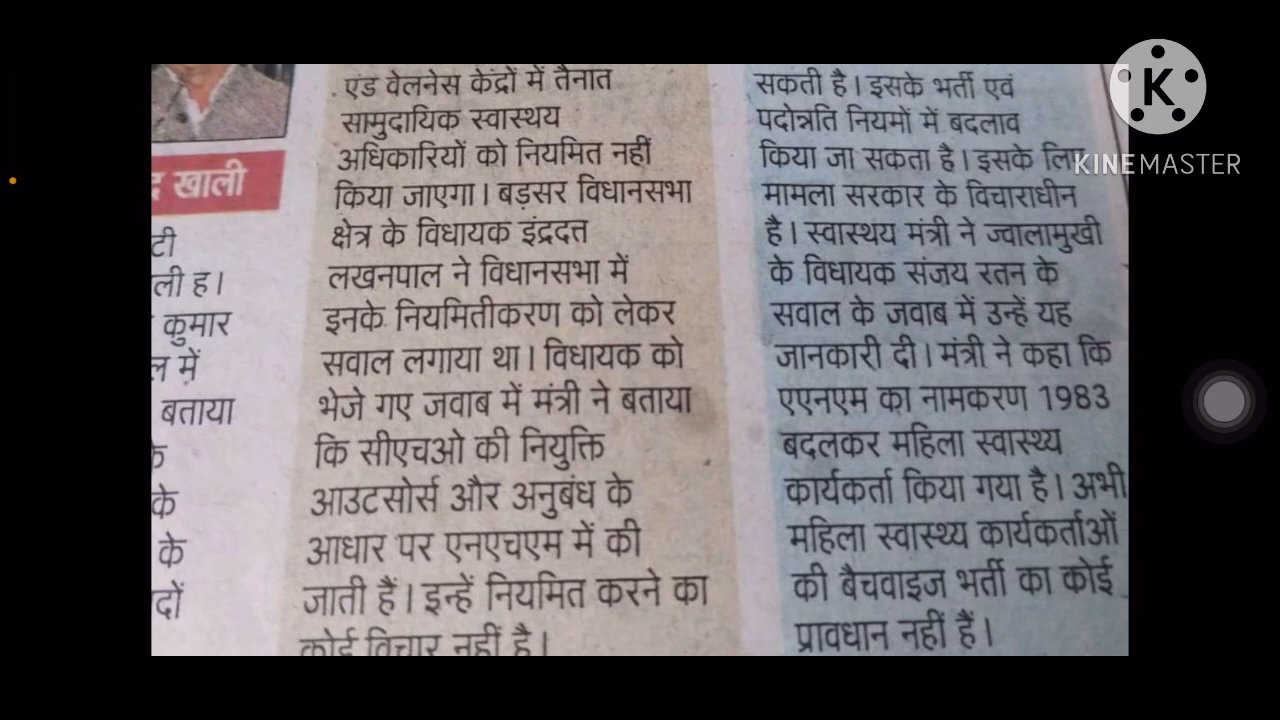 खाली
टी
ली ह।
कुमार
में
बताया
के
के
दों
एंड वेलनेस केंद्रों में तैनात
सामुदायिक स्वास्थय
अधिकारियों को नियमित नहीं
किया जाएगा। बड़सर विधानसभा
क्षेत्र के विधायक इंद्रदत्त
लखनपाल ने विधानसभा में
इनके नियमितीकरण को लेकर
सवाल लगाया था। विधायक को
भेजे गए जवाब में मंत्री ने बताया
कि सीएचओ की नियुक्ति
आउटसोर्स और अनुबंध के
आधार पर एनएचएम में की
जाती हैं। इन्हें नियमित करने का
कोई विचार नहीं है।
सकती है। इसके भर्ती एवं
पदोन्नति नियमों में बदलाव
किया जा सकता है। इसके लिए
मामला सरकार के विचाराधीन
है। स्वास्थय मंत्री ने ज्वालामुखी
के विधायक संजय रतन के
सवाल के जवाब में उन्हें यह
जानकारी दी। मंत्री ने कहा कि
एएनएम का नामकरण 1983
बदलकर महिला स्वास्थ्य
कार्यकर्ता किया गया है। अभी
महिला स्वास्थ्य कार्यकर्ताओं
की बैचवाइज भर्ती का कोई
प्रावधान नहीं हैं।
K
KINEMASTER